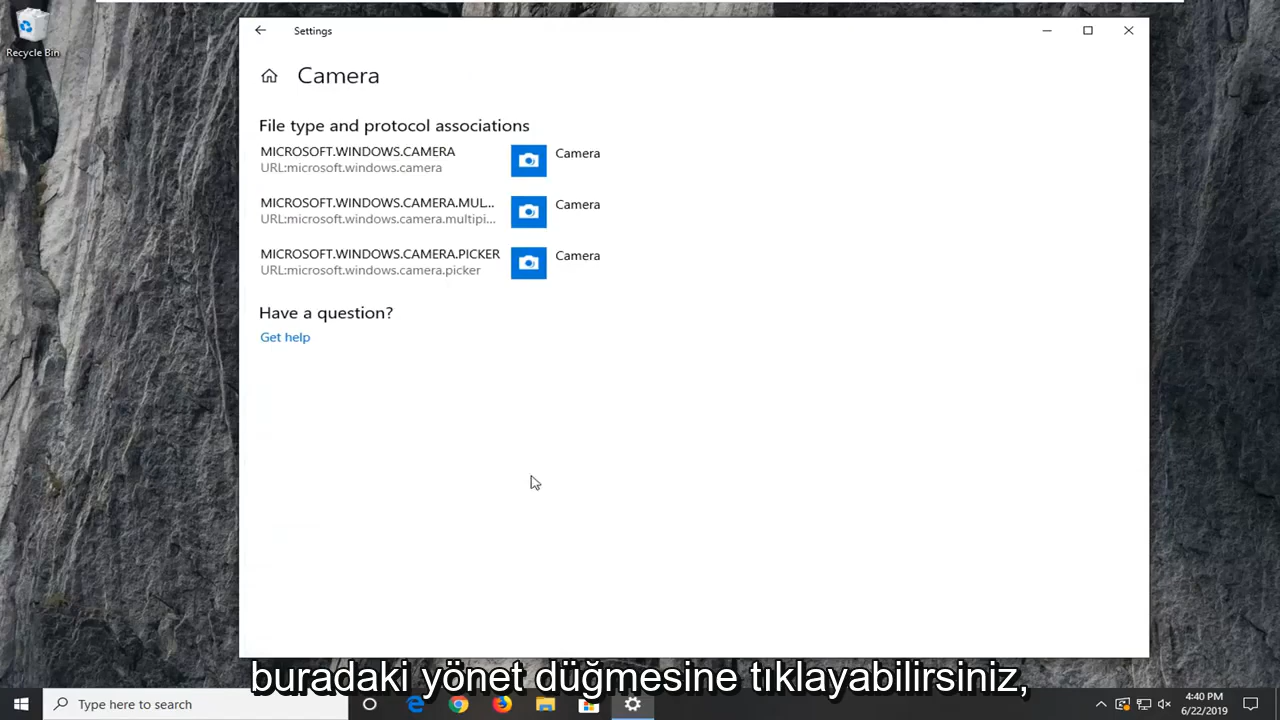 Recycle Bin
Settings
Camera
File type and protocol associations
MICROSOFT.WINDOWS.CAMERA
URL:microsoft.windows.camera
Camera
MICROSOFT.WINDOWS.CAMERA.MUL...
URL:microsoft.windows.camera.multipi...
Camera
MICROSOFT.WINDOWS.CAMERA.PICKER
URL:microsoft.windows.camera.picker
Camera
Have a question?
Get help
buradaki yönet düğmesine tıklayabilirsiniz,
Type here to search
4:40 PM
6/22/2019